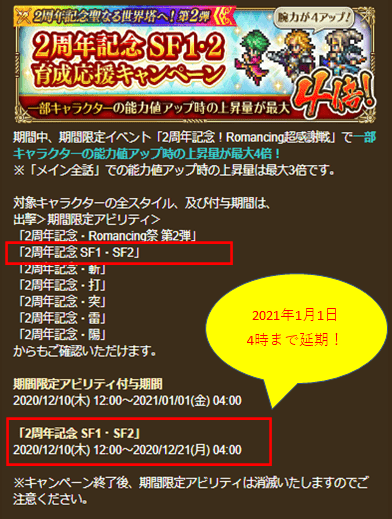 2周年記念聖なる世界塔へ!第2弾
腕力が4アップ!
2周年記念 SF1・2
育成応援キャンペーン
一部キャラクターの能力値アップ時の上昇量が最大4倍!
期間中、期間限定イベント「2周年記念!Romancing超感謝戦」で一部
キャラクターの能力値アップ時の上昇量が最大4倍!
※「メイン全話」での能力値アップ時の上昇量は最大3倍です。
対象キャラクターの全スタイル、及び付与期間は、
出撃>期間限定アビリティ>
「2周年記念・Romancing祭 第2弾」
「2周年記念 SF1・SF2」
「2周年記念・斬」
「2周年記念・打」
「2周年記念・突」
「2周年記念・雷」
「2周年記念・陽」
からもご確認いただけます。
2021年1月1日
4時まで延期!
期間限定アビリティ付与期間
2020/12/10(木) 12:00~2021/01/01(金) 04:00
「2周年記念 SF1・SF2」
2020/12/10(木) 12:00~2020/12/21(月) 04:00
※キャンペーン終了後、期間限定アビリティは消滅いたしますのでご
注意ください。